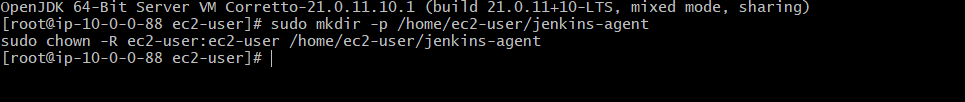 OpenJDK 64-Bit Server VM Corretto-21.0.11.10.1 (build 21.0.11+10-LTS, mixed mode, sharing)
[root@ip-10-0-0-88 ec2-user]# sudo mkdir -p /home/ec2-user/jenkins-agent
sudo chown -R ec2-user:ec2-user /home/ec2-user/jenkins-agent
[root@ip-10-0-0-88 ec2-user]#